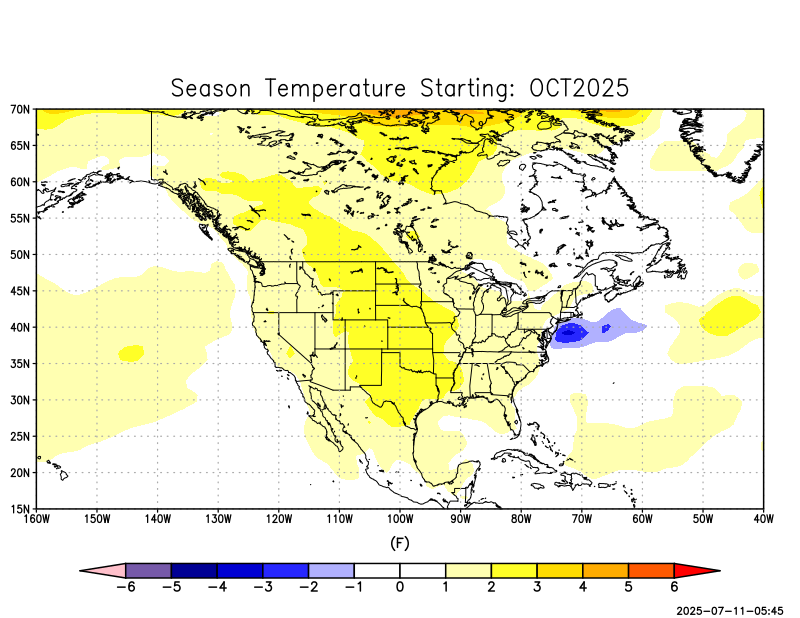 Season Temperature Starting: OCT2025
70N
65N
60N
55N
50N
45N
40N
35N
30N
25N
20N
15N
160W 150W 140W 130W 120W 110W 100W 90W 80W 70W 60W 50W 40W
(F)
−6 −5 −4 −3 −2 −1 0 1 2 3 4 5 6
2025-07-11-05:45